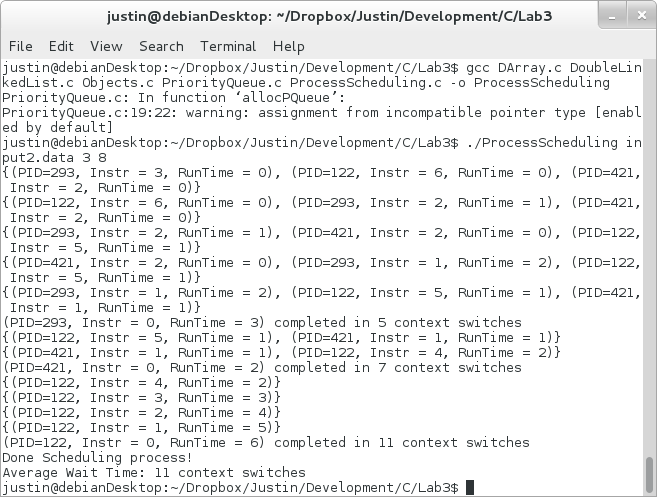 justin@debianDesktop: ~/Dropbox/Justin/Development/C/Lab3
File Edit View Search Terminal Help
justin@debianDesktop:~/Dropbox/Justin/Development/C/Lab3$ gcc DArray.c DoubleLin
kedList.c Objects.c PriorityQueue.c ProcessScheduling.c -o ProcessScheduling
PriorityQueue.c: In function ‘allocPQueue’:
PriorityQueue.c:19:22: warning: assignment from incompatible pointer type [enabl
ed by default]
justin@debianDesktop:~/Dropbox/Justin/Development/C/Lab3$ ./ProcessScheduling in
put2.data 3 8
{(PID=293, Instr = 3, RunTime = 0), (PID=122, Instr = 6, RunTime = 0), (PID=421,
 Instr = 2, RunTime = 0)}
{(PID=122, Instr = 6, RunTime = 0), (PID=293, Instr = 2, RunTime = 1), (PID=421,
 Instr = 2, RunTime = 0)}
{(PID=293, Instr = 2, RunTime = 1), (PID=421, Instr = 2, RunTime = 0), (PID=122,
 Instr = 5, RunTime = 1)}
{(PID=421, Instr = 2, RunTime = 0), (PID=293, Instr = 1, RunTime = 2), (PID=122,
 Instr = 5, RunTime = 1)}
{(PID=293, Instr = 1, RunTime = 2), (PID=122, Instr = 5, RunTime = 1), (PID=421,
 Instr = 1, RunTime = 1)}
(PID=293, Instr = 0, RunTime = 3) completed in 5 context switches
{(PID=122, Instr = 5, RunTime = 1), (PID=421, Instr = 1, RunTime = 1)}
{(PID=421, Instr = 1, RunTime = 1), (PID=122, Instr = 4, RunTime = 2)}
(PID=421, Instr = 0, RunTime = 2) completed in 7 context switches
{(PID=122, Instr = 4, RunTime = 2)}
{(PID=122, Instr = 3, RunTime = 3)}
{(PID=122, Instr = 2, RunTime = 4)}
{(PID=122, Instr = 1, RunTime = 5)}
(PID=122, Instr = 0, RunTime = 6) completed in 11 context switches
Done Scheduling process!
Average Wait Time: 11 context switches
justin@debianDesktop:~/Dropbox/Justin/Development/C/Lab3$